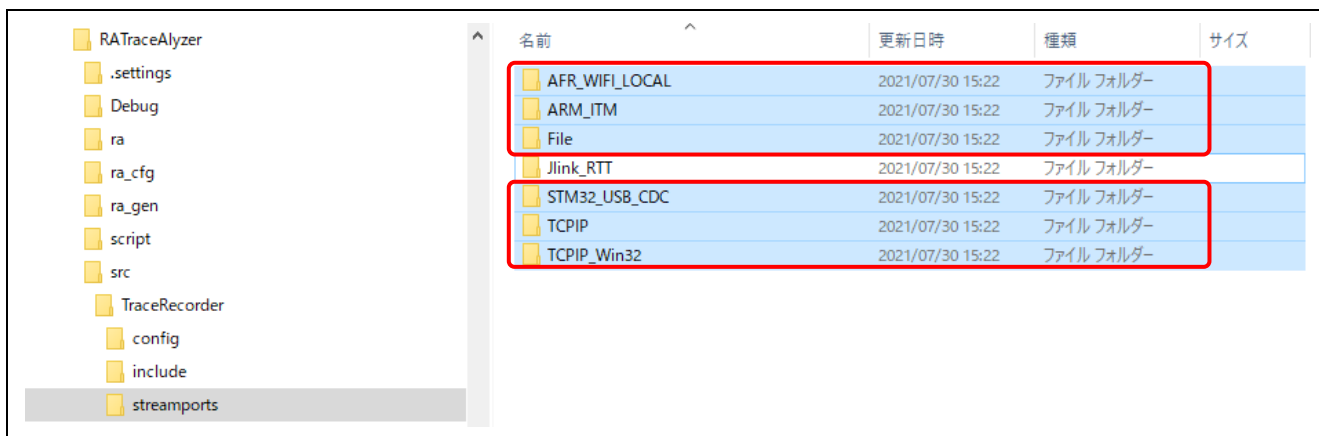 RATraceAlyzer
.settings
Debug
ra
ra_cfg
ra_gen
script
src
TraceRecorder
config
include
streamports
名前 更新日時 種類 サイズ
AFR_WIFI_LOCAL 2021/07/30 15:22 ファイル フォルダー
ARM_ITM 2021/07/30 15:22 ファイル フォルダー
File 2021/07/30 15:22 ファイル フォルダー
Jlink_RTT 2021/07/30 15:22 ファイル フォルダー
STM32_USB_CDC 2021/07/30 15:22 ファイル フォルダー
TCPIP 2021/07/30 15:22 ファイル フォルダー
TCPIP_Win32 2021/07/30 15:22 ファイル フォルダー